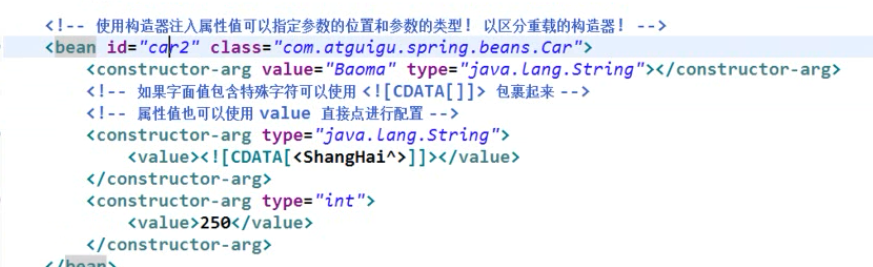 <!-- 使用构造器注入属性值可以指定参数的位置和参数的类型! 以区分重载的构造器! -->
<bean id="car2" class="com.atguigu.spring.beans.Car">
<constructor-arg value="Baoma" type="java.lang.String"></constructor-arg>
<!-- 如果字面值包含特殊字符可以使用 <![CDATA[]]> 包裹起来 -->
<!-- 属性值也可以使用 value 直接点进行配置 -->
<constructor-arg type="java.lang.String">
<value><![CDATA[<ShangHai^>]]></value>
</constructor-arg>
<constructor-arg type="int">
<value>250</value>
</constructor-arg>
</bean>